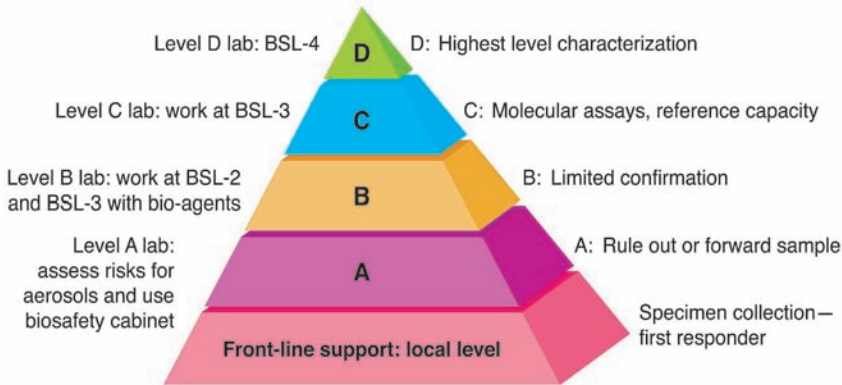 Level D lab: BSL-4
D
D: Highest level characterization
Level C lab: work at BSL-3
C
C: Molecular assays, reference capacity
Level B lab: work at BSL-2
and BSL-3 with bio-agents
B
B: Limited confirmation
Level A lab:
assess risks for
aerosols and use
biosafety cabinet
A
A: Rule out or forward sample
Front-line support: local level
Specimen collection—
first responder